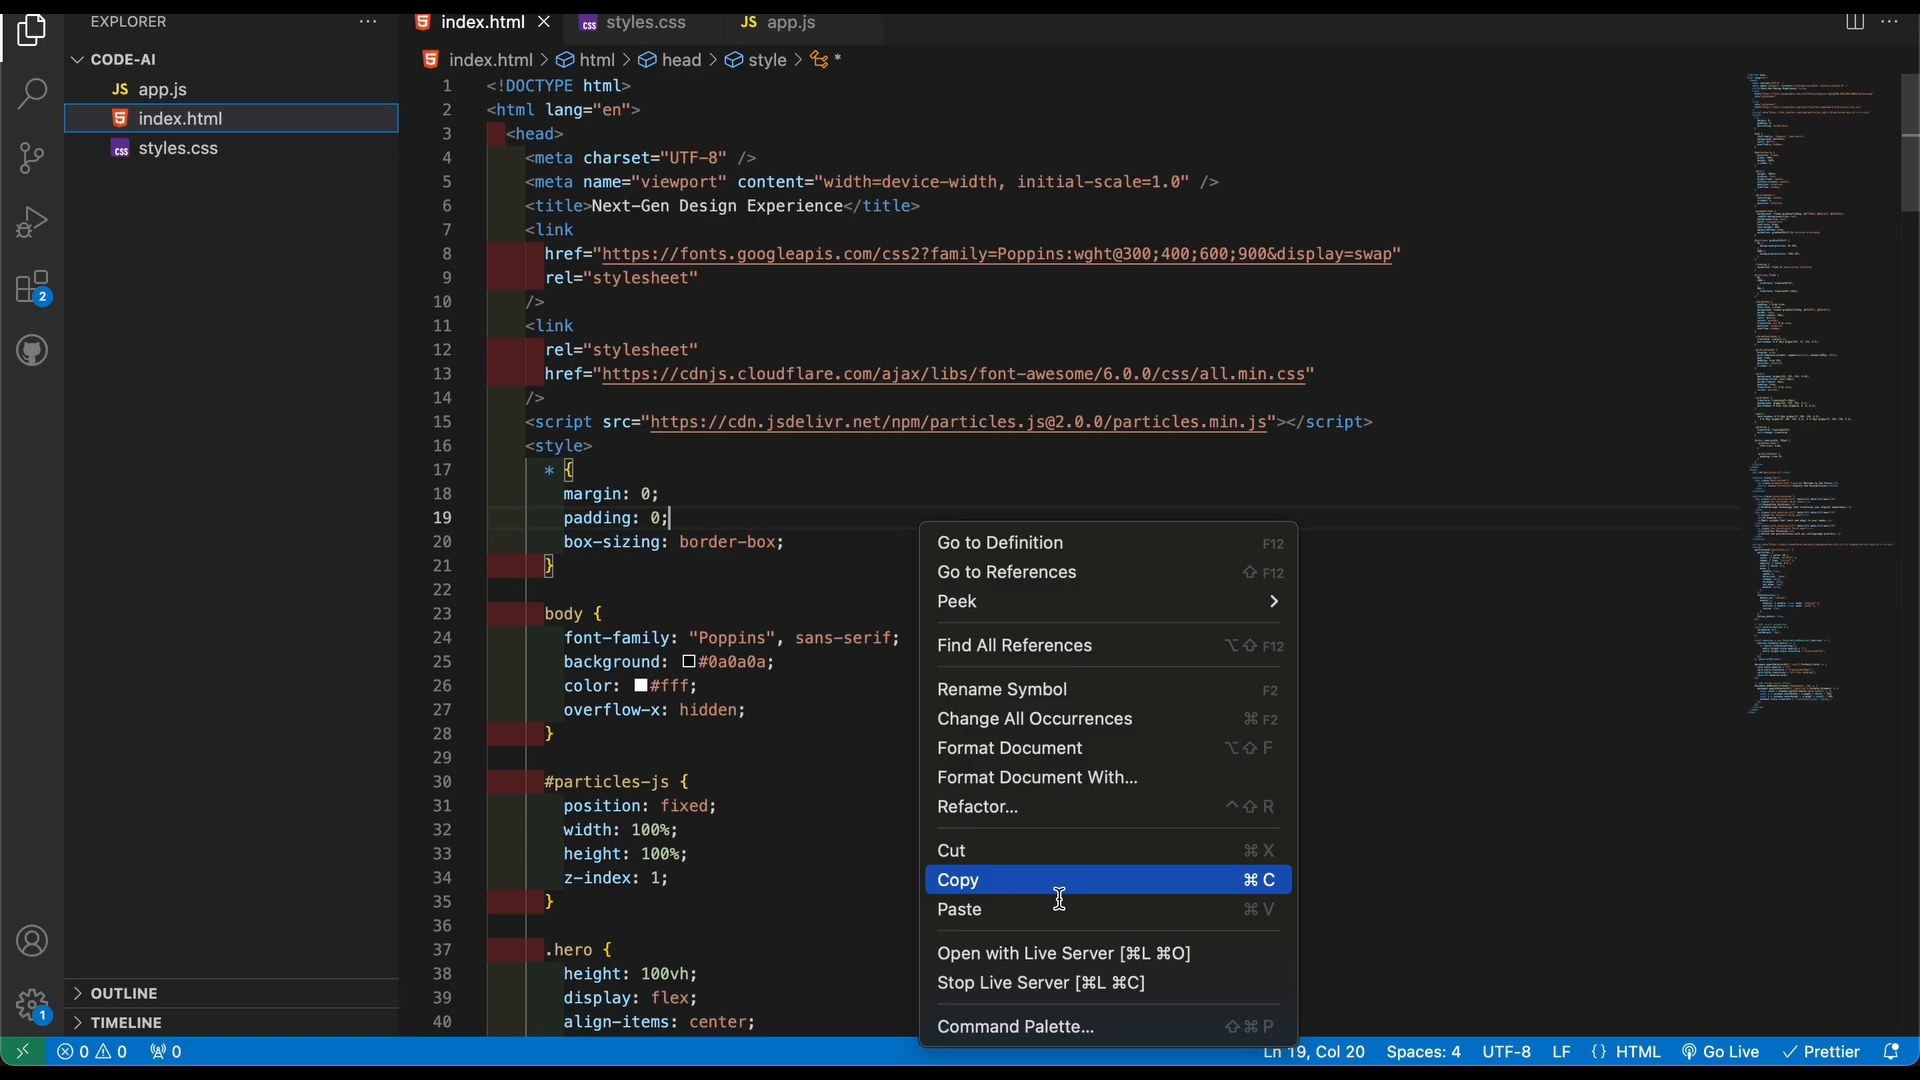 EXPLORER
CODE-AI
JS app.js
index.html
styles.css
OUTLINE
TIMELINE
index.html
styles.css
JS app.js
index.html > html > head > style > *
1 <!DOCTYPE html>
2 <html lang="en">
3 <head>
4 <meta charset="UTF-8" />
5 <meta name="viewport" content="width=device-width, initial-scale=1.0" />
6 <title>Next-Gen Design Experience</title>
7 <link
8 href="https://fonts.googleapis.com/css2?family=Poppins:wght@300;400;600;900&display=swap"
9 rel="stylesheet"
10 />
11 <link
12 rel="stylesheet"
13 href="https://cdnjs.cloudflare.com/ajax/libs/font-awesome/6.0.0/css/all.min.css"
14 />
15 <script src="https://cdn.jsdelivr.net/npm/particles.js@2.0.0/particles.min.js"></script>
16 <style>
17 * {
18 margin: 0;
19 padding: 0;
20 box-sizing: border-box;
21 }
22
23 body {
24 font-family: "Poppins", sans-serif;
25 background: #0a0a0a;
26 color: #fff;
27 overflow-x: hidden;
28 }
29
30 #particles-js {
31 position: fixed;
32 width: 100%;
33 height: 100%;
34 z-index: 1;
35 }
36
37 .hero {
38 height: 100vh;
39 display: flex;
40 align-items: center;
Go to Definition F12
Go to References ⇧ F12
Peek >
Find All References ⌥⇧ F12
Rename Symbol F2
Change All Occurrences ⌘ F2
Format Document ⌥⇧ F
Format Document With...
Refactor... ^⇧ R
Cut ⌘ X
Copy ⌘ C
Paste ⌘ V
Open with Live Server [⌘L ⌘O]
Stop Live Server [⌘L ⌘C]
Command Palette... ⇧⌘ P
2
1
0 0 0
Ln 19, Col 20 Spaces: 4 UTF-8 LF {} HTML Go Live ✓ Prettier